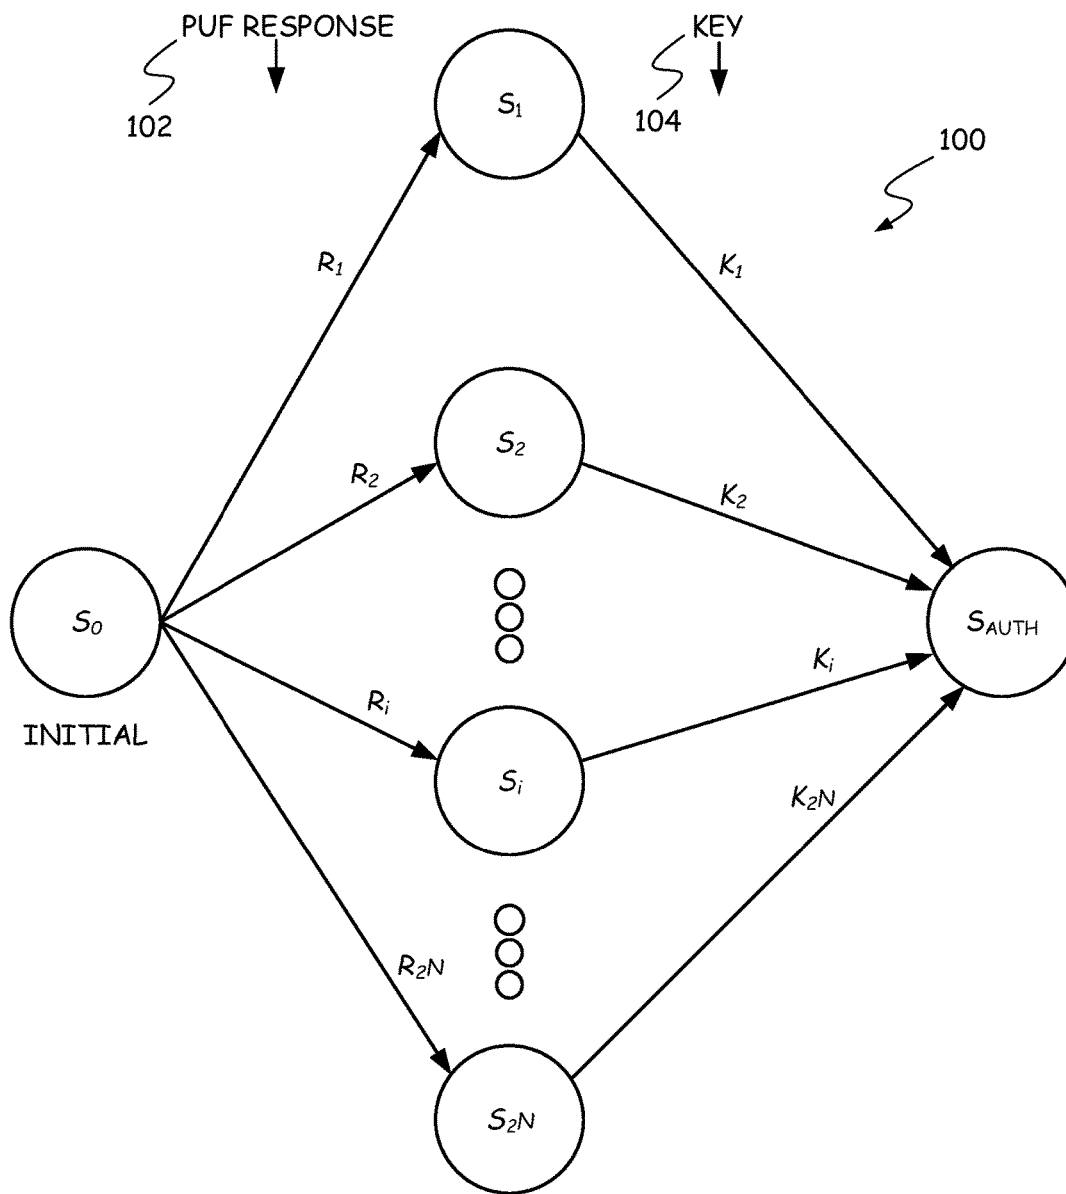 PUF RESPONSE
KEY
102
S1
104
100
R1
K1
S2
R2
K2
S0
SAUTH
INITIAL
Ri
Ki
Si
K2N
R2N
S2N